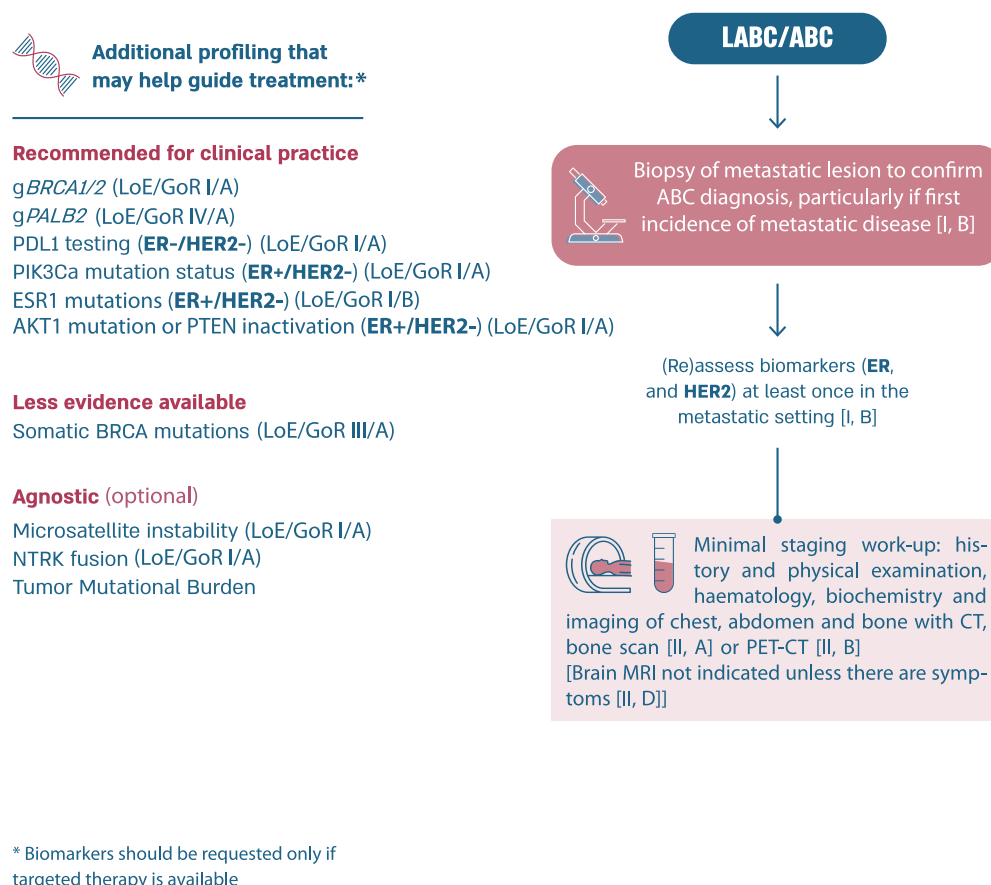 Additional profiling that
may help guide treatment:*
Recommended for clinical practice
gBRCA1/2 (LoE/GoR I/A)
gPALB2 (LoE/GoR IV/A)
PDL1 testing (ER-/HER2-) (LoE/GoR I/A)
PIK3Ca mutation status (ER+/HER2-) (LoE/GoR I/A)
ESR1 mutations (ER+/HER2-) (LoE/GoR I/B)
AKT1 mutation or PTEN inactivation (ER+/HER2-) (LoE/GoR I/A)
Less evidence available
Somatic BRCA mutations (LoE/GoR III/A)
Agnostic (optional)
Microsatellite instability (LoE/GoR I/A)
NTRK fusion (LoE/GoR I/A)
Tumor Mutational Burden
* Biomarkers should be requested only if
targeted therapy is available
LABC/ABC
Biopsy of metastatic lesion to confirm
ABC diagnosis, particularly if first
incidence of metastatic disease [I, B]
(Re)assess biomarkers (ER,
and HER2) at least once in the
metastatic setting [I, B]
Minimal staging work-up: his-
tory and physical examination,
haematology, biochemistry and
imaging of chest, abdomen and bone with CT,
bone scan [II, A] or PET-CT [II, B]
[Brain MRI not indicated unless there are symp-
toms [II, D]]